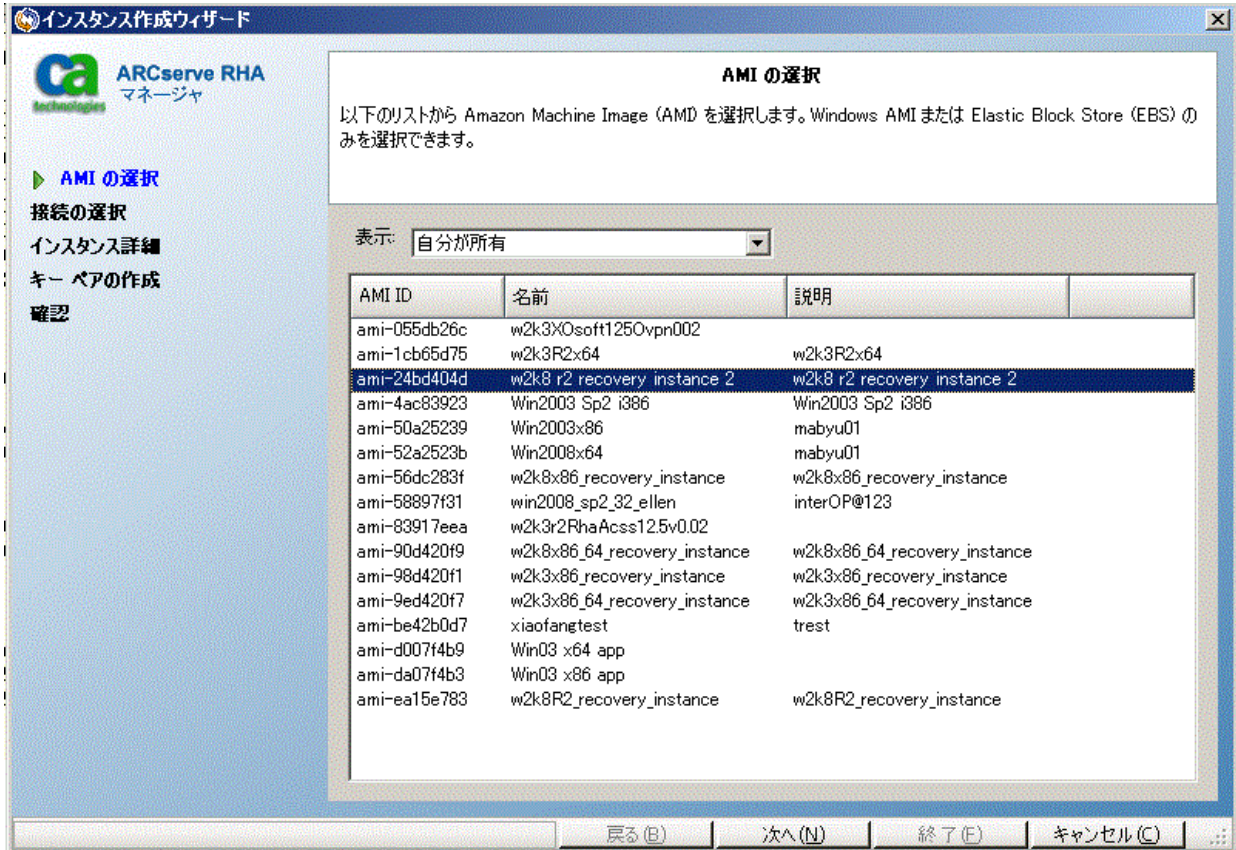 インスタンス作成ウィザード
ca
technologies
ARCserve RHA
マネージャ
AMI の選択
接続の選択
インスタンス詳細
キー ペアの作成
確認
AMI の選択
以下のリストから Amazon Machine Image (AMI) を選択します。Windows AMI または Elastic Block Store (EBS) の
みを選択できます。
表示:
自分が所有
AMI ID 名前 説明
ami-055db26c w2k3XOsoft125Ovpn002
ami-1cb65d75 w2k3R2x64 w2k3R2x64
ami-24bd404d w2k8 r2 recovery instance 2 w2k8 r2 recovery instance 2
ami-4ac83923 Win2003 Sp2 i386 Win2003 Sp2 i386
ami-50a25239 Win2003x86 mabyu01
ami-52a2523b Win2008x64 mabyu01
ami-56dc283f w2k8x86_recovery_instance w2k8x86_recovery_instance
ami-58897f31 win2008_sp2_32_ellen interOP@123
ami-83917eea w2k3r2RhaAcss12.5v0.02
ami-90d420f9 w2k8x86_64_recovery_instance w2k8x86_64_recovery_instance
ami-98d420f1 w2k3x86_recovery_instance w2k3x86_recovery_instance
ami-9ed420f7 w2k3x86_64_recovery_instance w2k3x86_64_recovery_instance
ami-be42b0d7 xiaofangtest trest
ami-d007f4b9 Win03 x64 app
ami-da07f4b3 Win03 x86 app
ami-ea15e783 w2k8R2_recovery_instance w2k8R2_recovery_instance
戻る(B) 次へ(N) 終了(F) キャンセル(C)